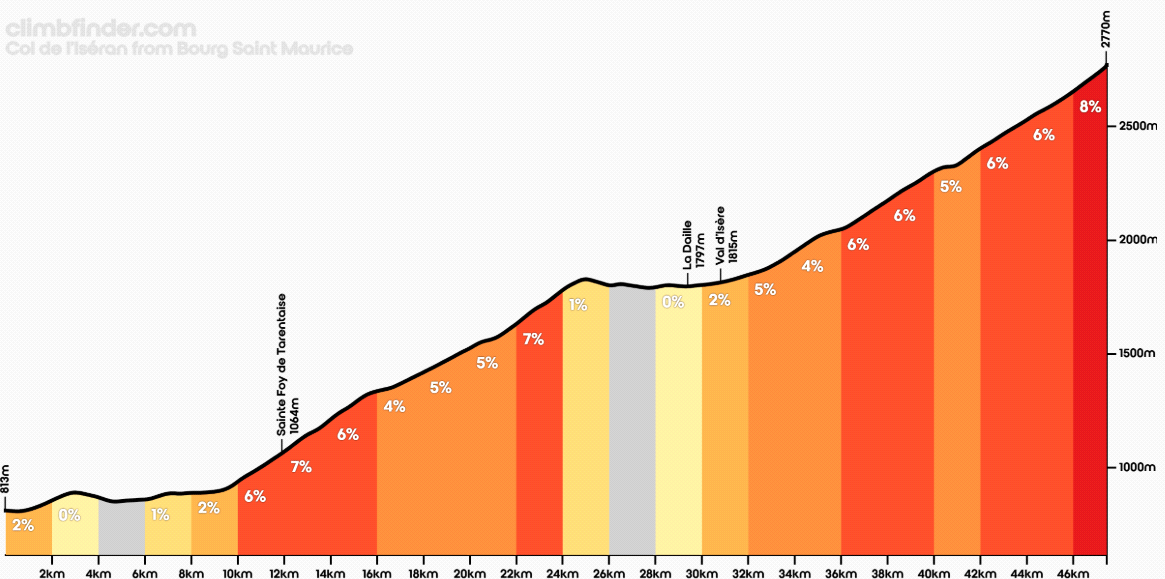 climbfinder.com
Col de l'Iséran from Bourg Saint Maurice
2770m
2500m
2000m
1500m
1000m
813m
Sainte Foy de Tarentaise
1064m
La Daille
1797m
Val d'Isère
1815m
2%
0%
1%
2%
6%
7%
6%
4%
5%
5%
7%
1%
0%
2%
5%
4%
6%
6%
5%
6%
6%
8%
2km 4km 6km 8km 10km 12km 14km 16km 18km 20km 22km 24km 26km 28km 30km 32km 34km 36km 38km 40km 42km 44km 46km